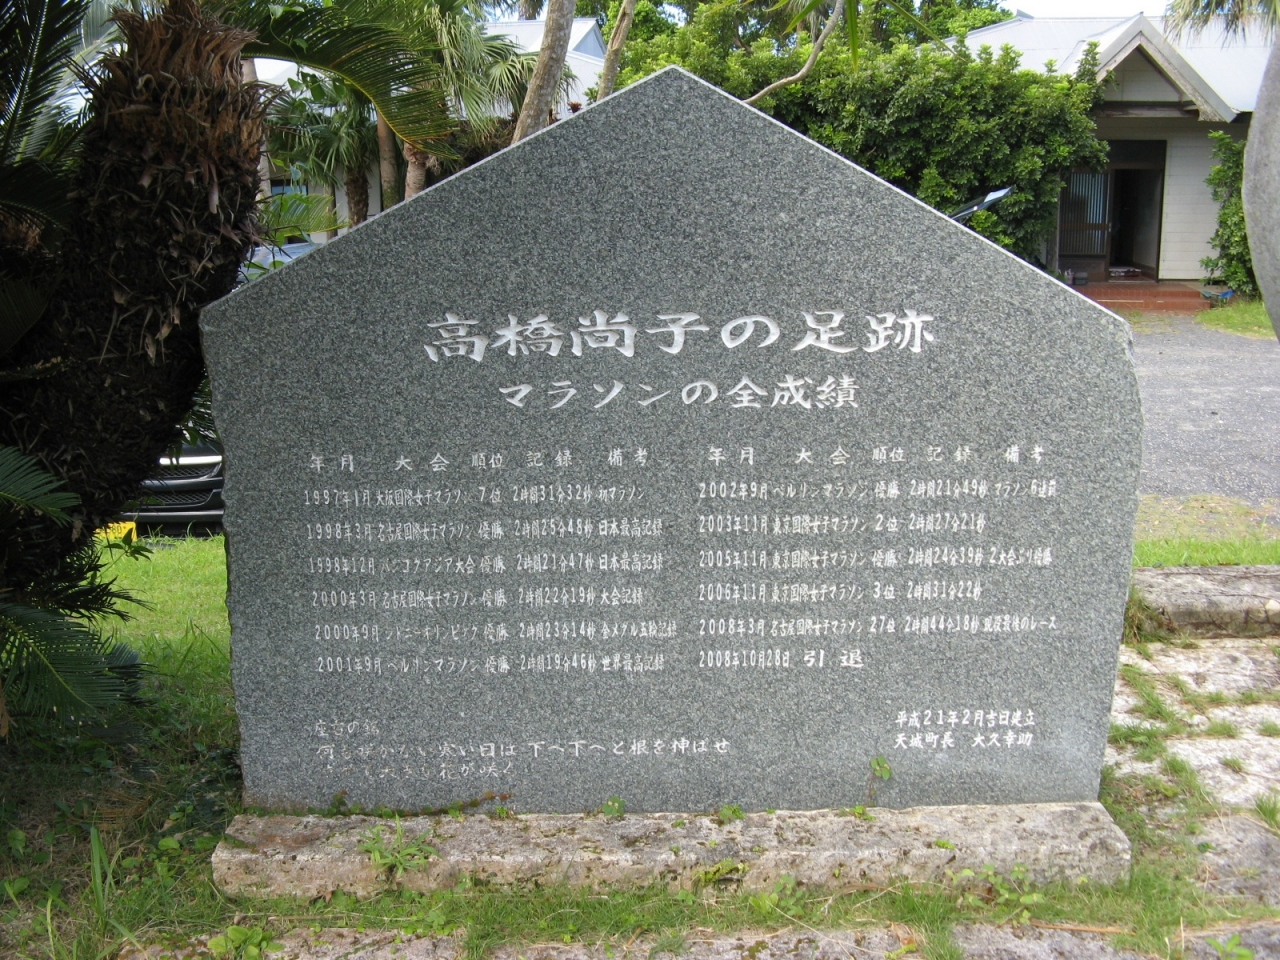 高橋尚子の足跡
マラソンの全成績
年月 大会 順位 記録 備考
1997年1月 大阪国際女子マラソン 7位 2時間31分32秒 初マラソン
1998年3月 名古屋国際女子マラソン 優勝 2時間25分48秒 日本最高記録
1998年12月 バンコクアジア大会 優勝 2時間21分47秒 日本最高記録
2000年3月 名古屋国際女子マラソン 優勝 2時間22分19秒 大会記録
2000年9月 シドニーオリンピック 優勝 2時間23分14秒 金メダル五輪記録
2001年9月 ベルリンマラソン 優勝 2時間19分46秒 世界最高記録
年月 大会 順位 記録 備考
2002年9月 ベルリンマラソン 優勝 2時間21分49秒 マラソン6連覇
2003年11月 東京国際女子マラソン 2位 2時間27分21秒
2005年11月 東京国際女子マラソン 優勝 2時間24分39秒 2大会ぶり優勝
2006年11月 東京国際女子マラソン 3位 2時間31分22秒
2008年3月 名古屋国際女子マラソン 27位 2時間44分18秒 現役最後のレース
2008年10月28日 引退
座右の銘
何も咲かない寒い日は 下へ下へと根を伸ばせ
やがて大きな花が咲く
平成21年2月吉日建立
天城町長 大久幸助